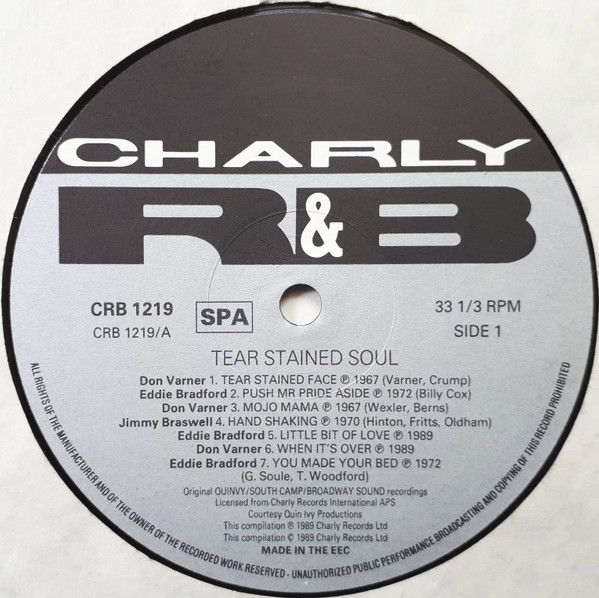 CHARLY
R&B
CRB 1219
CRB 1219/A
SPA
33 1/3 RPM
SIDE 1
TEAR STAINED SOUL
Don Varner 1. TEAR STAINED FACE ℗ 1967 (Varner, Crump)
Eddie Bradford 2. PUSH MR PRIDE ASIDE ℗ 1972 (Billy Cox)
Don Varner 3. MOJO MAMA ℗ 1967 (Wexler, Berns)
Jimmy Braswell 4. HAND SHAKING ℗ 1970 (Hinton, Fritts, Oldham)
Eddie Bradford 5. LITTLE BIT OF LOVE ℗ 1989
Don Varner 6. WHEN IT'S OVER ℗ 1989
Eddie Bradford 7. YOU MADE YOUR BED ℗ 1972
(G. Soule, T. Woodford)
Original QUINVY/SOUTH CAMP/BROADWAY SOUND recordings
Licensed from Charly Records International APS
Courtesy Quin Ivy Productions
This compilation ℗ 1989 Charly Records Ltd
This compilation © 1989 Charly Records Ltd
MADE IN THE EEC
ALL RIGHTS OF THE MANUFACTURER AND OF THE OWNER OF THE RECORDED WORK RESERVED - UNAUTHORIZED PUBLIC PERFORMANCE BROADCASTING AND COPYING OF THIS RECORD PROHIBITED